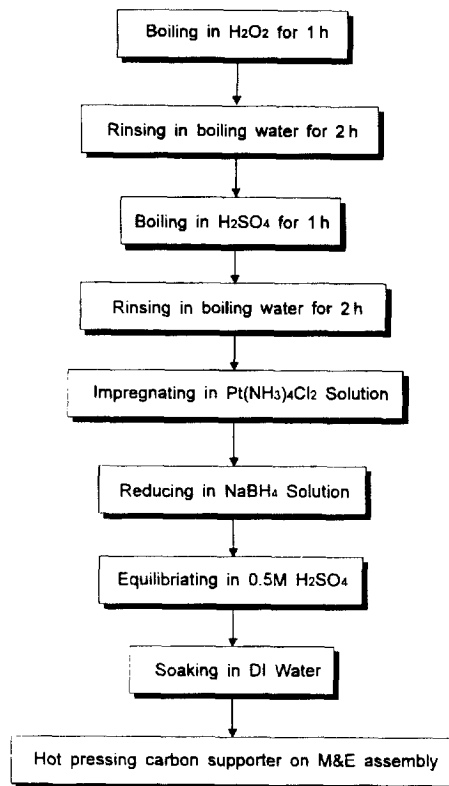 Boiling in H2O2 for 1 h
Rinsing in boiling water for 2 h
Boiling in H2SO4 for 1 h
Rinsing in boiling water for 2 h
Impregnating in Pt(NH3)4Cl2 Solution
Reducing in NaBH4 Solution
Equilibriating in 0.5M H2SO4
Soaking in DI Water
Hot pressing carbon supporter on M&E assembly